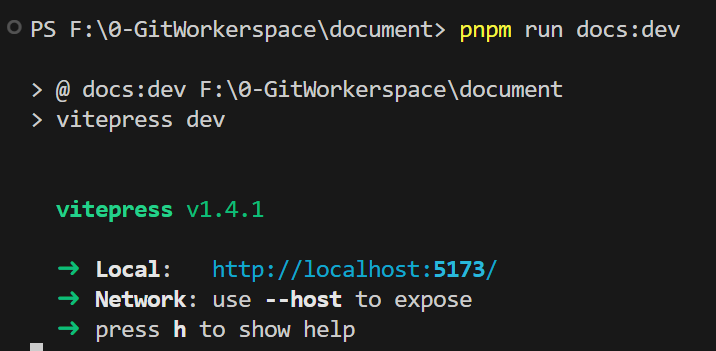 PS F:\0-GitWorkerspace\document> pnpm run docs:dev
> @ docs:dev F:\0-GitWorkerspace\document
> vitepress dev
vitepress v1.4.1
➜ Local: http://localhost:5173/
➜ Network: use --host to expose
➜ press h to show help